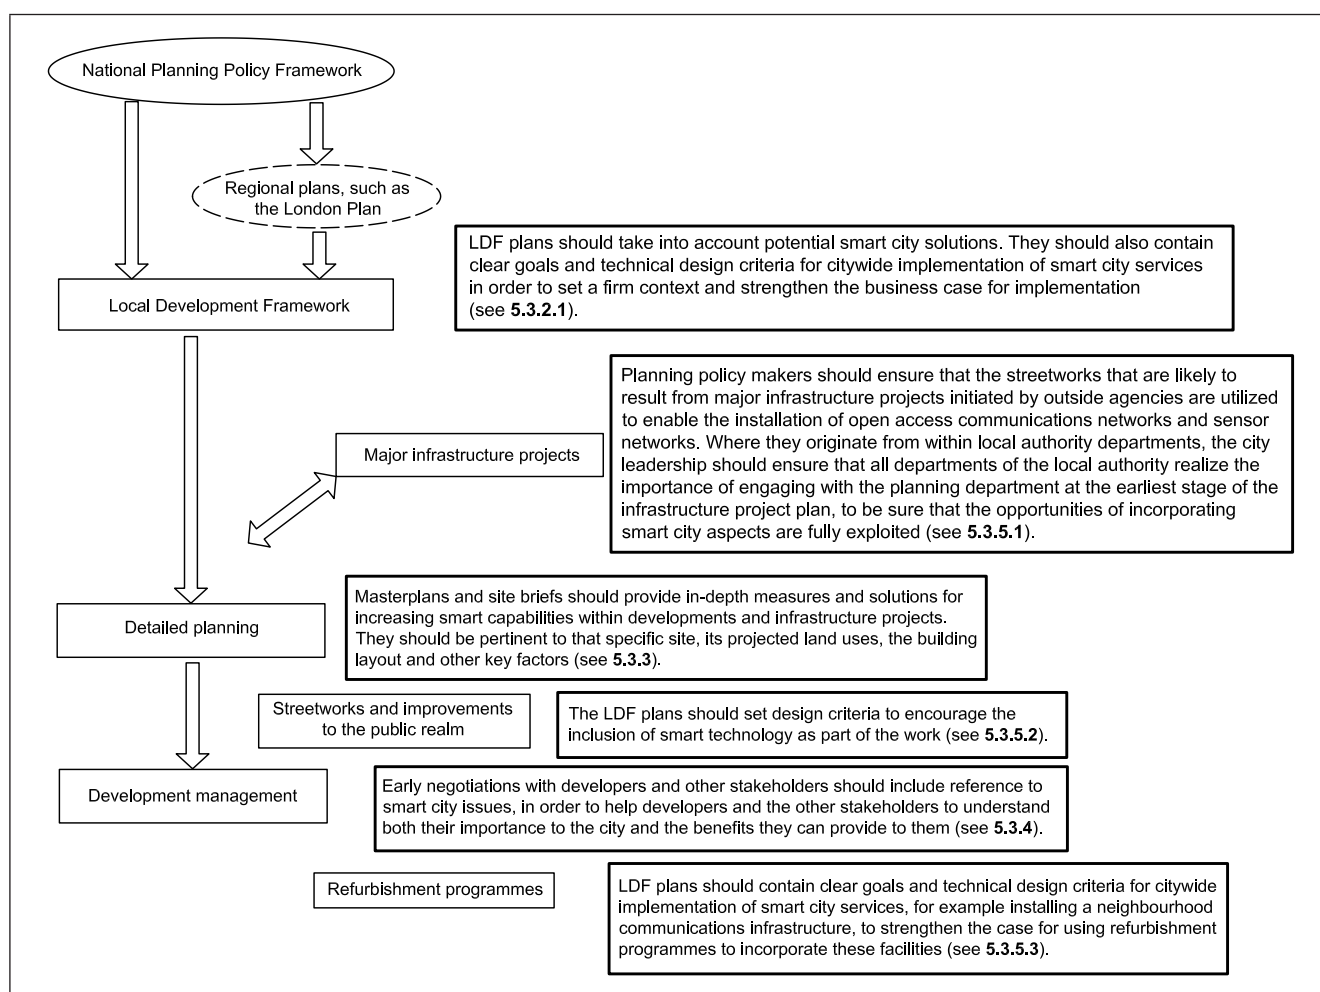 National Planning Policy Framework
Regional plans, such as
the London Plan
LDF plans should take into account potential smart city solutions. They should also contain
clear goals and technical design criteria for citywide implementation of smart city services
in order to set a firm context and strengthen the business case for implementation
(see 5.3.2.1).
Local Development Framework
Planning policy makers should ensure that the streetworks that are likely to
result from major infrastructure projects initiated by outside agencies are utilized
to enable the installation of open access communications networks and sensor
networks. Where they originate from within local authority departments, the city
leadership should ensure that all departments of the local authority realize the
importance of engaging with the planning department at the earliest stage of the
infrastructure project plan, to be sure that the opportunities of incorporating
smart city aspects are fully exploited (see 5.3.5.1).
Major infrastructure projects
Detailed planning
Masterplans and site briefs should provide in-depth measures and solutions for
increasing smart capabilities within developments and infrastructure projects.
They should be pertinent to that specific site, its projected land uses, the building
layout and other key factors (see 5.3.3).
Streetworks and improvements
to the public realm
The LDF plans should set design criteria to encourage the
inclusion of smart technology as part of the work (see 5.3.5.2).
Development management
Early negotiations with developers and other stakeholders should include reference to
smart city issues, in order to help developers and the other stakeholders to understand
both their importance to the city and the benefits they can provide to them (see 5.3.4).
Refurbishment programmes
LDF plans should contain clear goals and technical design criteria for citywide
implementation of smart city services, for example installing a neighbourhood
communications infrastructure, to strengthen the case for using refurbishment
programmes to incorporate these facilities (see 5.3.5.3).